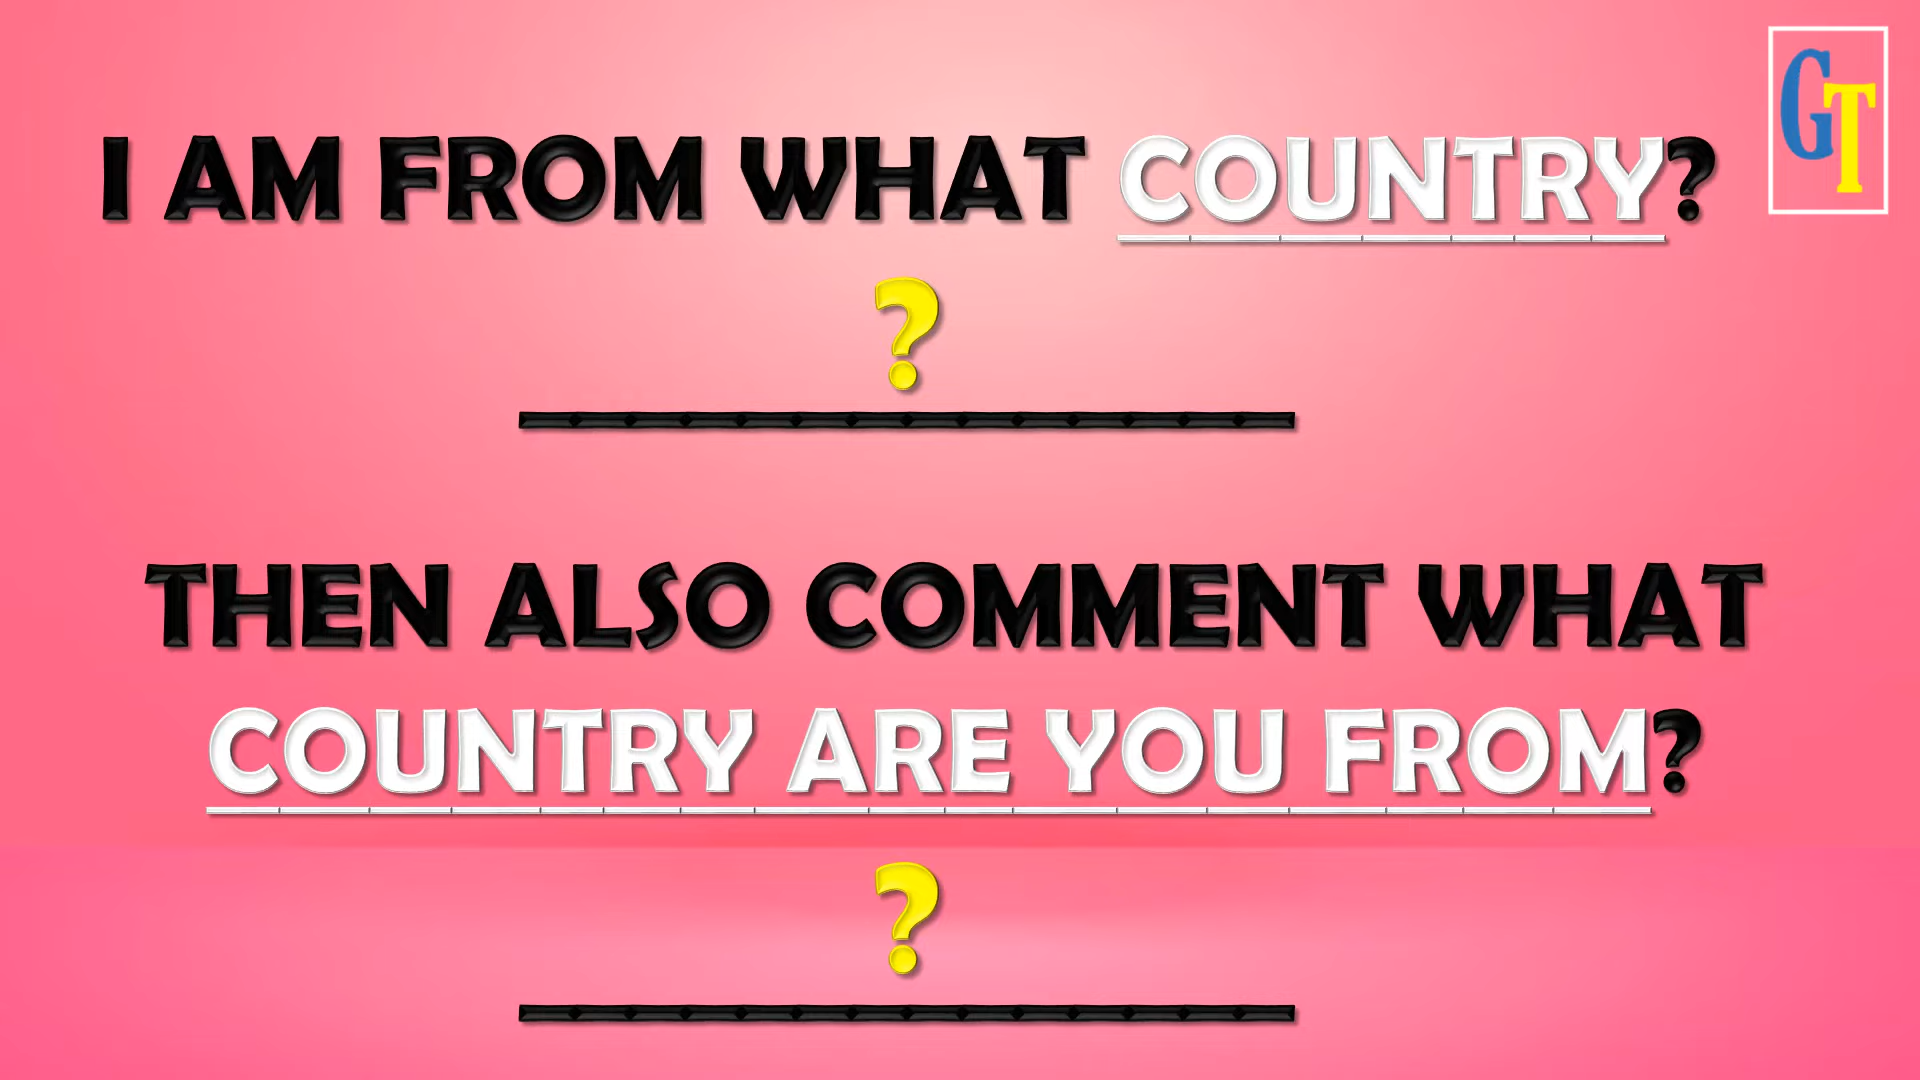 GT
I AM FROM WHAT COUNTRY?
?
THEN ALSO COMMENT WHAT
COUNTRY ARE YOU FROM?
?